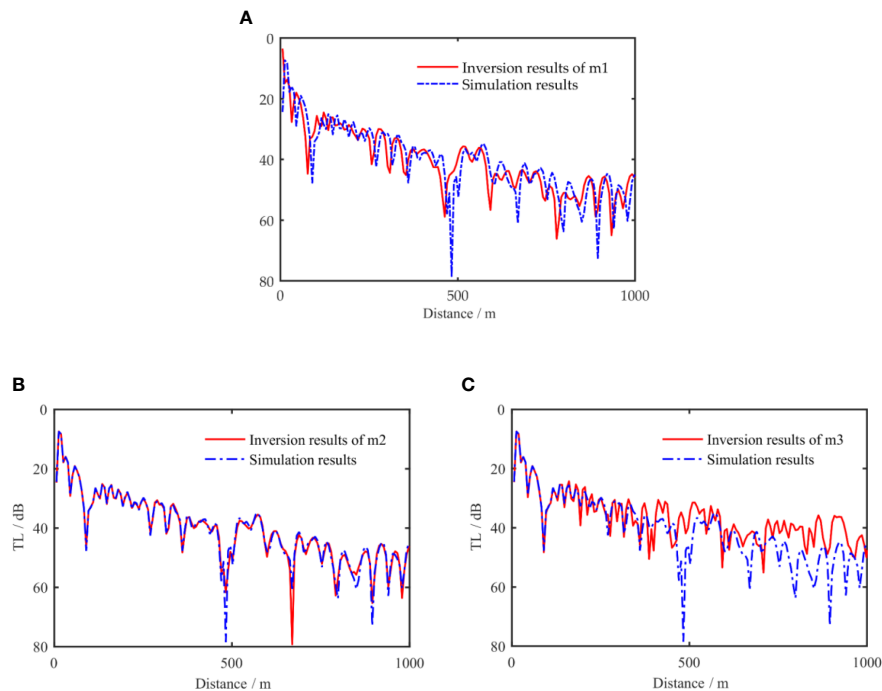 A
0
20
40
60
80
0
500
1000
Distance / m
Inversion results of m1
Simulation results
B
0
20
40
60
80
TL / dB
0
500
1000
Distance / m
Inversion results of m2
Simulation results
C
0
20
40
60
80
TL / dB
0
500
1000
Distance / m
Inversion results of m3
Simulation results